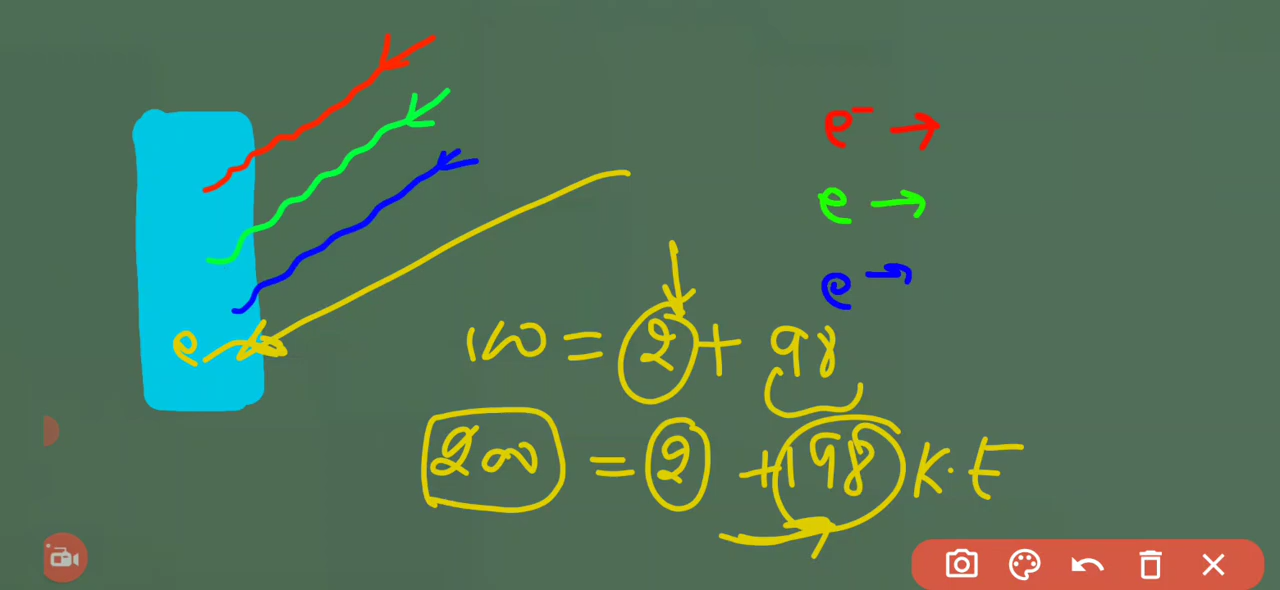 e⁻ →
e →
e →
e
100 = 2 + 98
200 = 2 + 198 K.E